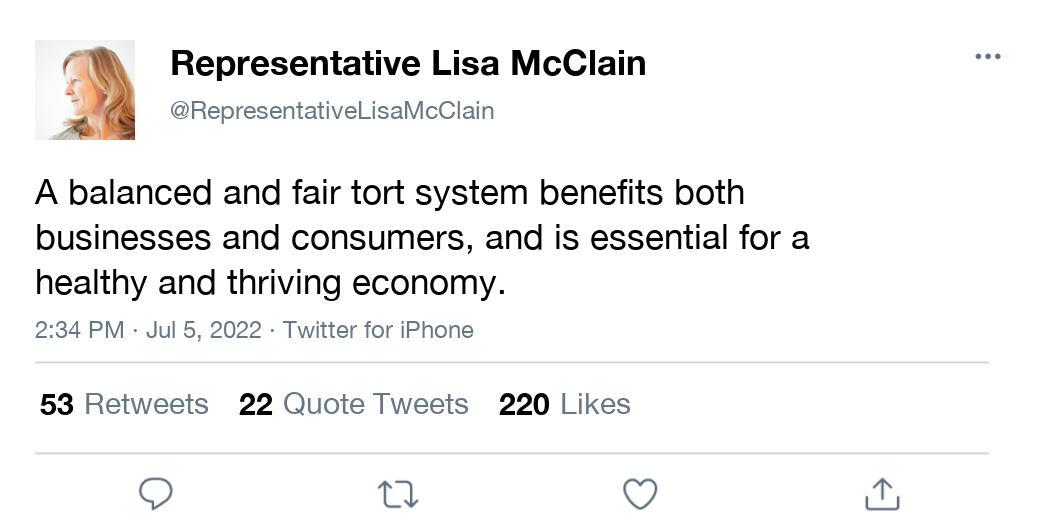 Representative Lisa McClain
@RepresentativeLisaMcClain
A balanced and fair tort system benefits both
businesses and consumers, and is essential for a
healthy and thriving economy.
2:34 PM · Jul 5, 2022 · Twitter for iPhone
53 Retweets 22 Quote Tweets 220 Likes